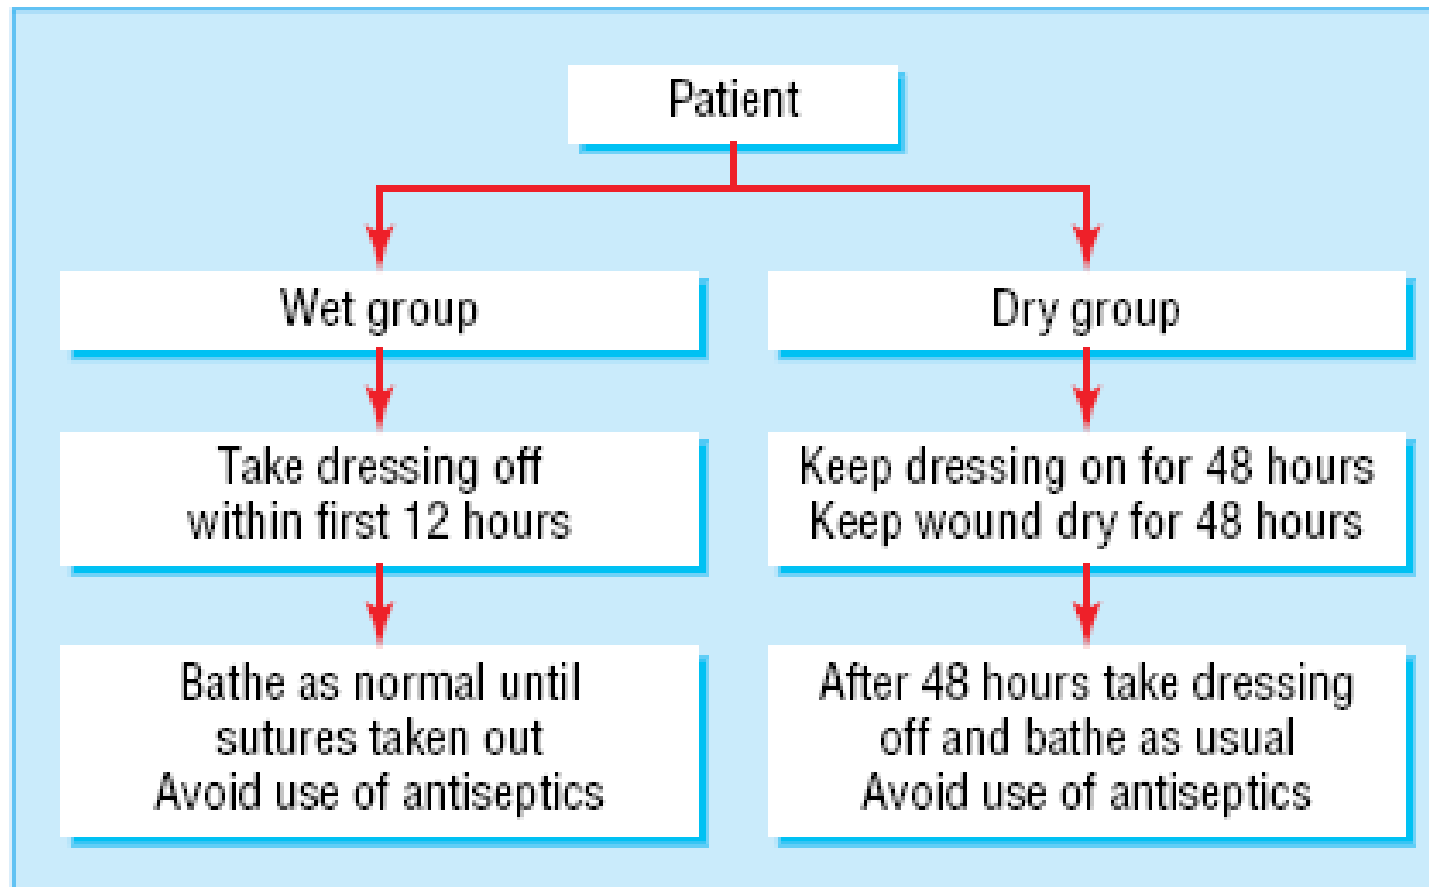 Patient
Wet group
Dry group
Take dressing off
within first 12 hours
Keep dressing on for 48 hours
Keep wound dry for 48 hours
Bathe as normal until
sutures taken out
Avoid use of antiseptics
After 48 hours take dressing
off and bathe as usual
Avoid use of antiseptics